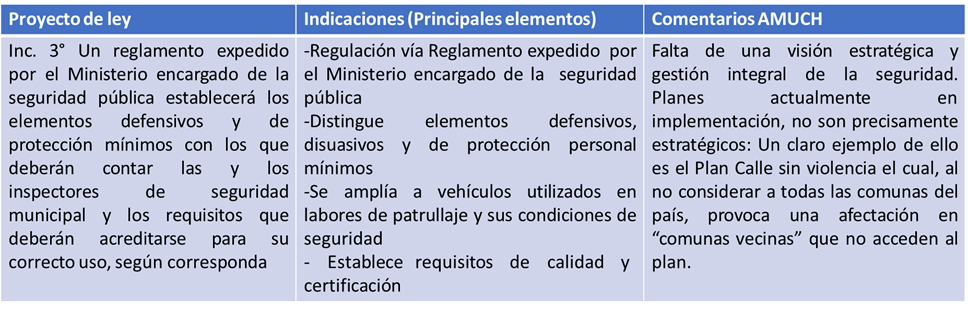 Proyecto de ley
Inc. 3° Un reglamento expedido
por el Ministerio encargado de la
seguridad pública establecerá los
elementos defensivos y de
protección mínimos con los que
deberán contar las y los
inspectores de seguridad
municipal y los requisitos que
deberán acreditarse para su
correcto uso, según corresponda
Indicaciones (Principales elementos)
-Regulación vía Reglamento expedido por
el Ministerio encargado de la seguridad
pública
-Distingue elementos defensivos,
disuasivos y de protección personal
mínimos
-Se amplía a vehículos utilizados en
labores de patrullaje y sus condiciones de
seguridad
- Establece requisitos de calidad y
certificación
Comentarios AMUCH
Falta de una visión estratégica y
gestión integral de la seguridad.
Planes actualmente en
implementación, no son precisamente
estratégicos: Un claro ejemplo de ello
es el Plan Calle sin violencia el cual, al
no considerar a todas las comunas del
país, provoca una afectación en
“comunas vecinas” que no acceden al
plan.